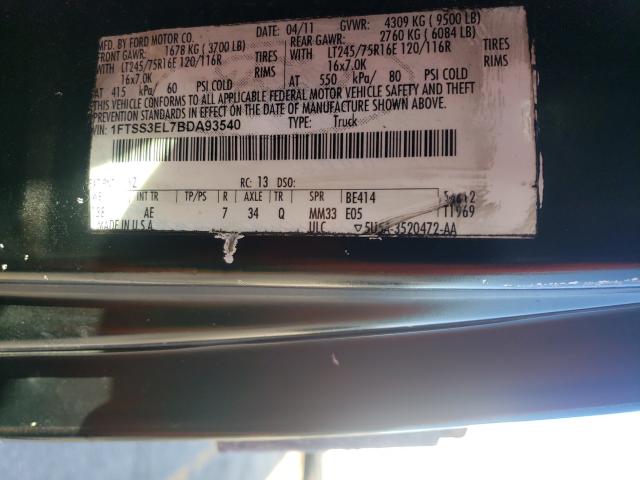 MFD. BY FORD MOTOR CO.
DATE: 04/11 GVWR: 4309 KG ( 9500 LB)
FRONT GAWR: 1678 KG ( 3700 LB)
REAR GAWR: 2760 KG ( 6084 LB)
WITH LT245/75R16E 120/116R TIRES
WITH LT245/75R16E 120/116R TIRES
16x7.0K RIMS
16x7.0K RIMS
AT 415 kPa/ 60 PSI COLD
AT 550 kPa/ 80 PSI COLD
THIS VEHICLE CONFORMS TO ALL APPLICABLE FEDERAL MOTOR VEHICLE SAFETY AND THEFT
PREVENTION STANDARDS IN EFFECT ON THE DATE OF MANUFACTURE SHOWN ABOVE.
VIN: 1FTSS3EL7BDA93540 TYPE: Truck
RC: 13 DSO:
INT TR TP/PS R AXLE TR SPR BE414
AE 7 34 Q MM33 E05 T1969
MADE IN U.S.A. ULC 3520472-AA